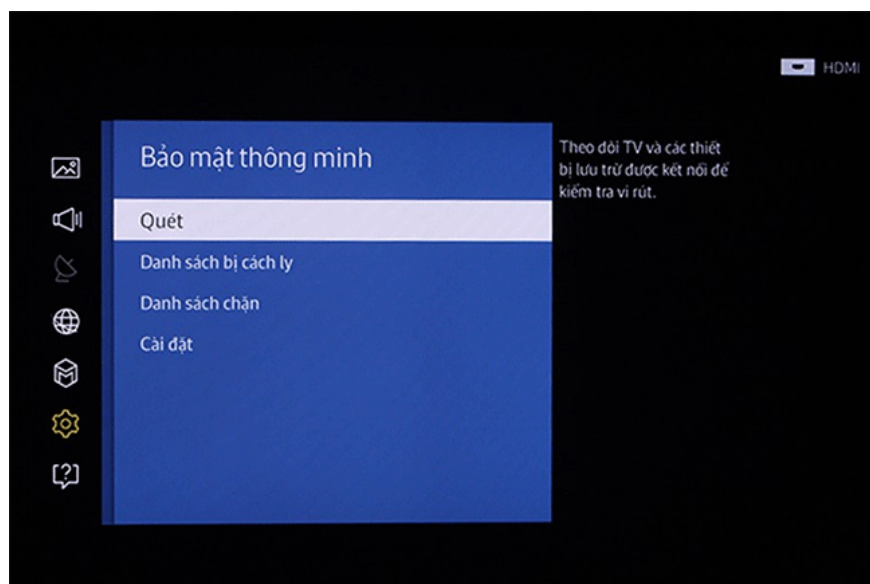 HDMI
Bảo mật thông minh
Theo dõi TV và các thiết
bị lưu trữ được kết nối để
kiểm tra vi rút.
Quét
Danh sách bị cách ly
Danh sách chặn
Cài đặt